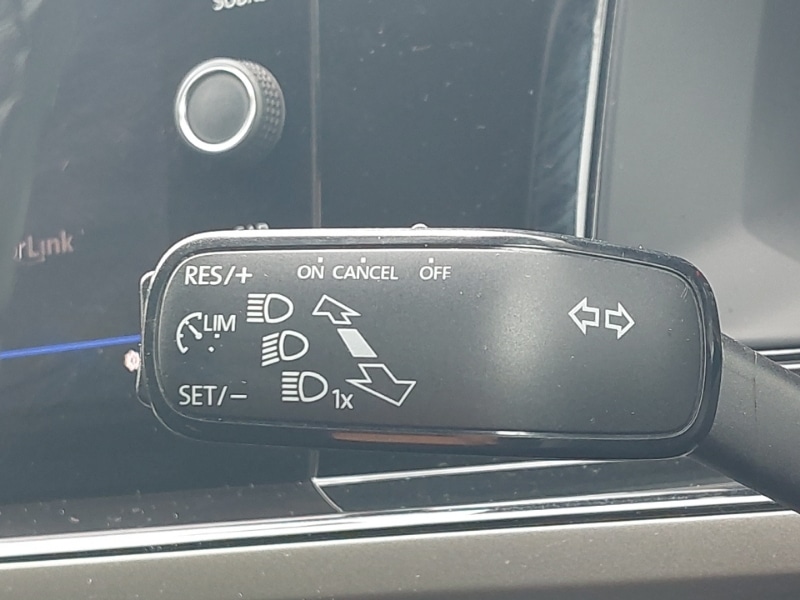 RES/+ ON CANCEL OFF
LIM
SET/− 1x